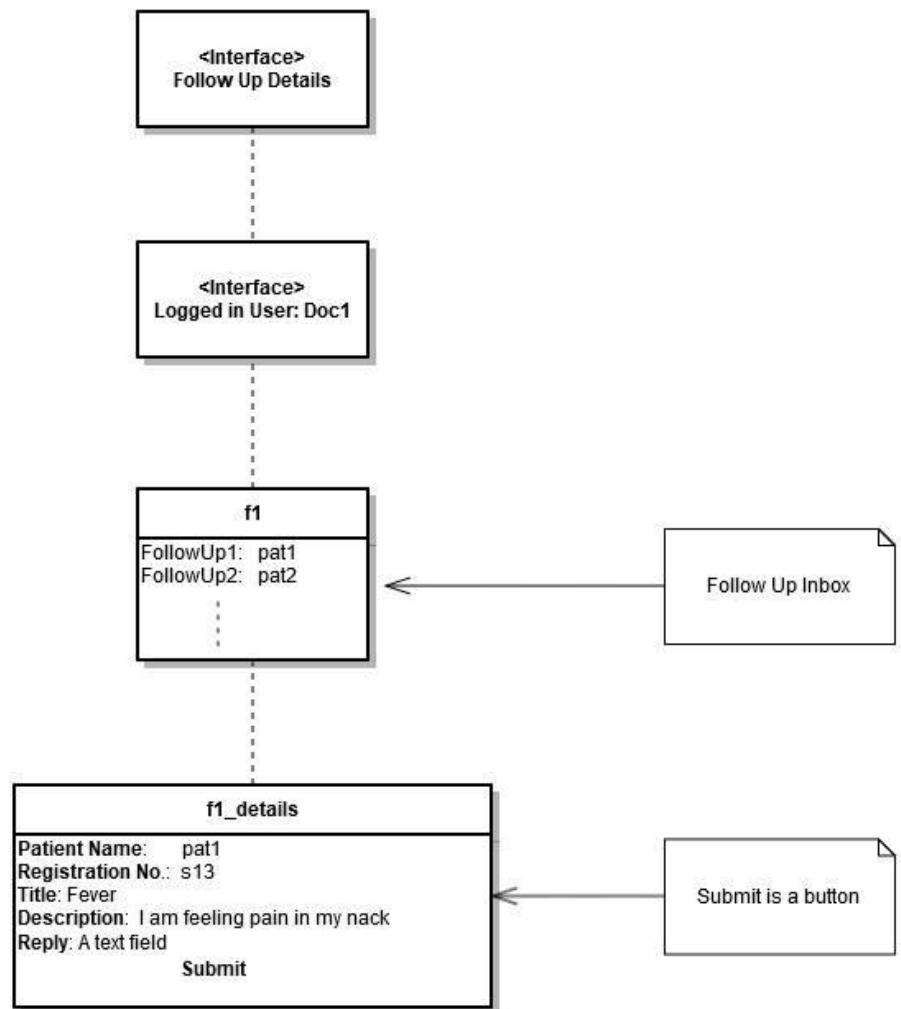 <Interface>
Follow Up Details
<Interface>
Logged in User: Doc1
f1
FollowUp1: pat1
FollowUp2: pat2
Follow Up Inbox
f1_details
Patient Name: pat1
Registration No.: s13
Title: Fever
Description: I am feeling pain in my nack
Reply: A text field
Submit
Submit is a button